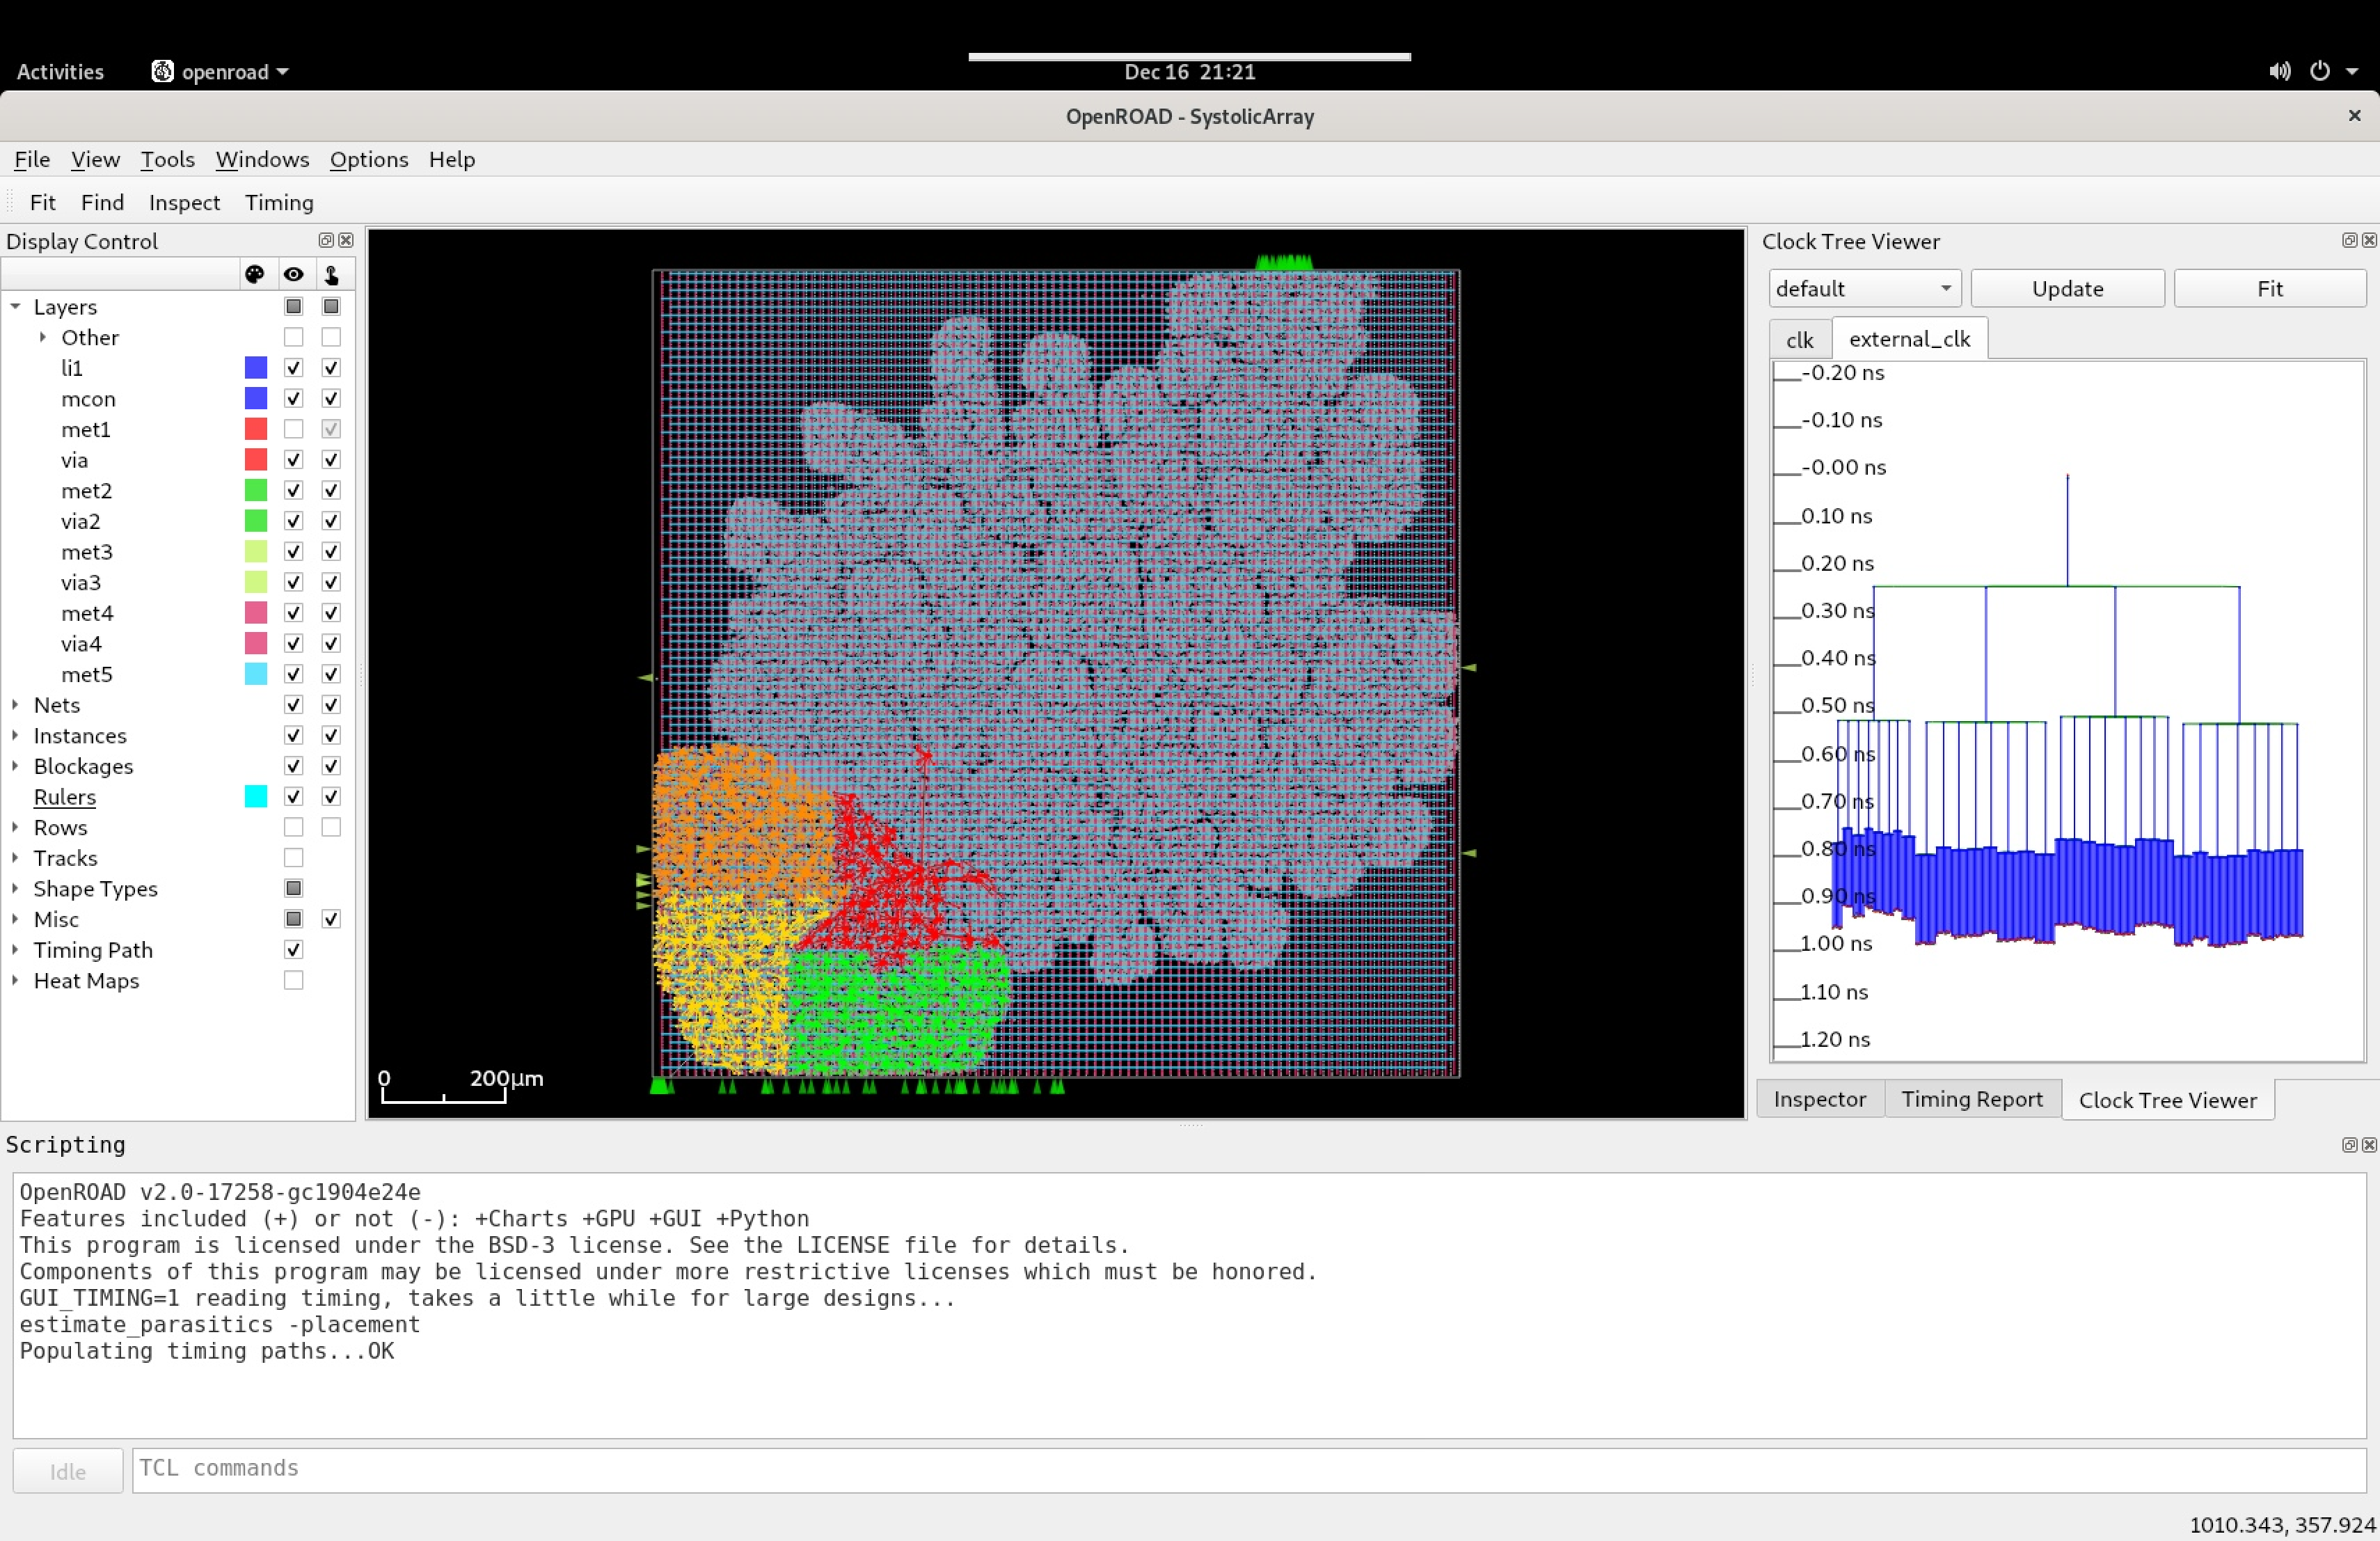 Activities
openroad
Dec 16 21:21
OpenROAD - SystolicArray
File View Tools Windows Options Help
Fit Find Inspect Timing
Display Control
Layers
Other
li1
mcon
met1
via
met2
via2
met3
via3
met4
via4
met5
Nets
Instances
Blockages
Rulers
Rows
Tracks
Shape Types
Misc
Timing Path
Heat Maps
0 200μm
Clock Tree Viewer
default Update Fit
clk external_clk
-0.20 ns
-0.10 ns
-0.00 ns
0.10 ns
0.20 ns
0.30 ns
0.40 ns
0.50 ns
0.60 ns
0.70 ns
0.80 ns
0.90 ns
1.00 ns
1.10 ns
1.20 ns
Inspector Timing Report Clock Tree Viewer
Scripting
OpenROAD v2.0-17258-gc1904e24e
Features included (+) or not (-): +Charts +GPU +GUI +Python
This program is licensed under the BSD-3 license. See the LICENSE file for details.
Components of this program may be licensed under more restrictive licenses which must be honored.
GUI_TIMING=1 reading timing, takes a little while for large designs...
estimate_parasitics -placement
Populating timing paths...OK
Idle TCL commands
1010.343, 357.924